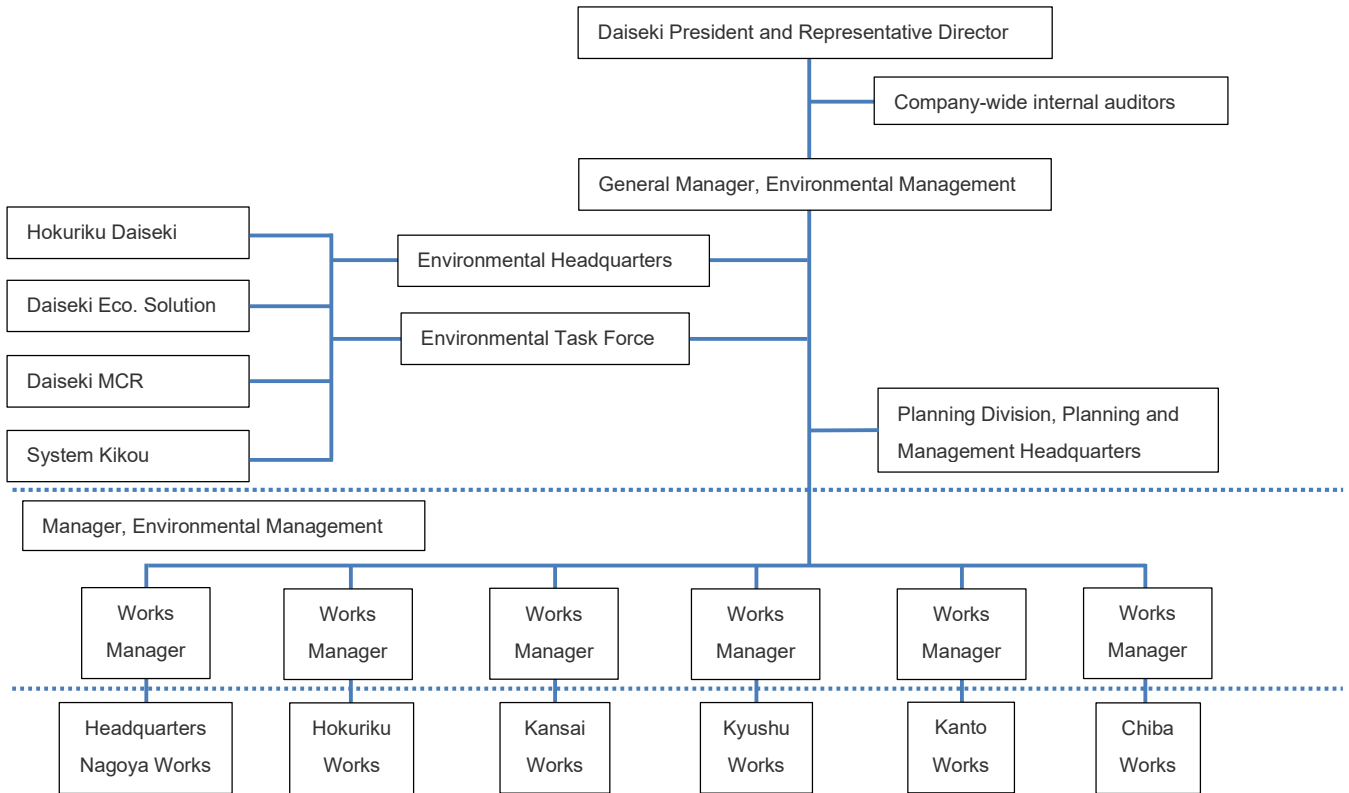 Daiseki President and Representative Director
Company-wide internal auditors
General Manager, Environmental Management
Hokuriku Daiseki
Environmental Headquarters
Daiseki Eco. Solution
Environmental Task Force
Daiseki MCR
Planning Division, Planning and
Management Headquarters
System Kikou
Manager, Environmental Management
Works
Manager
Works
Manager
Works
Manager
Works
Manager
Works
Manager
Works
Manager
Headquarters
Nagoya Works
Hokuriku
Works
Kansai
Works
Kyushu
Works
Kanto
Works
Chiba
Works